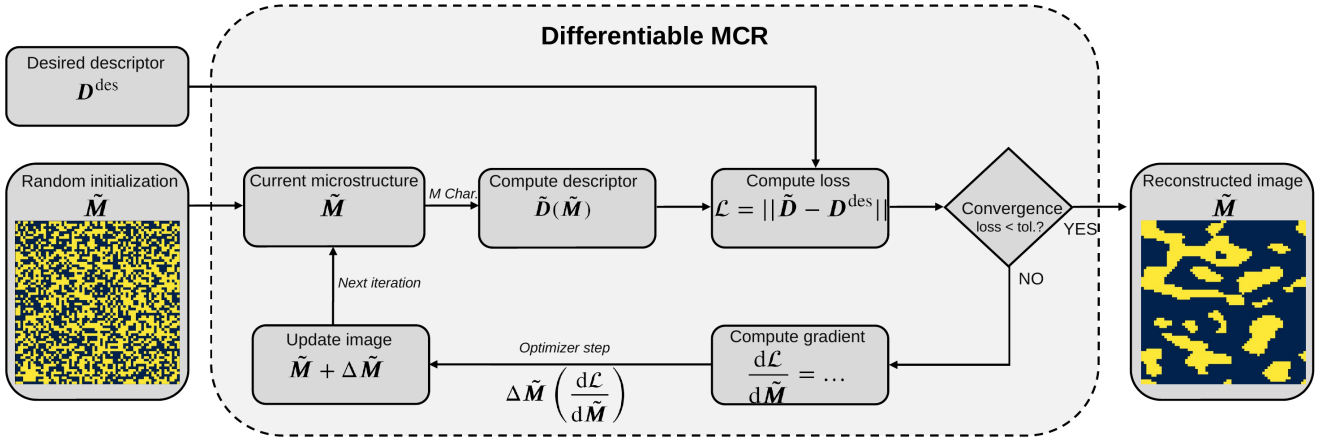 Differentiable MCR
Desired descriptor
D^des
Random initialization
M̃
Current microstructure
M̃
M Char.
Compute descriptor
D̃(M̃)
Compute loss
ℒ = ||D̃ − D^des||
Convergence
loss < tol.?
YES
NO
Reconstructed image
M̃
Next iteration
Update image
M̃ + ΔM̃
Optimizer step
ΔM̃ (dℒ/dM̃)
Compute gradient
dℒ/dM̃ = …